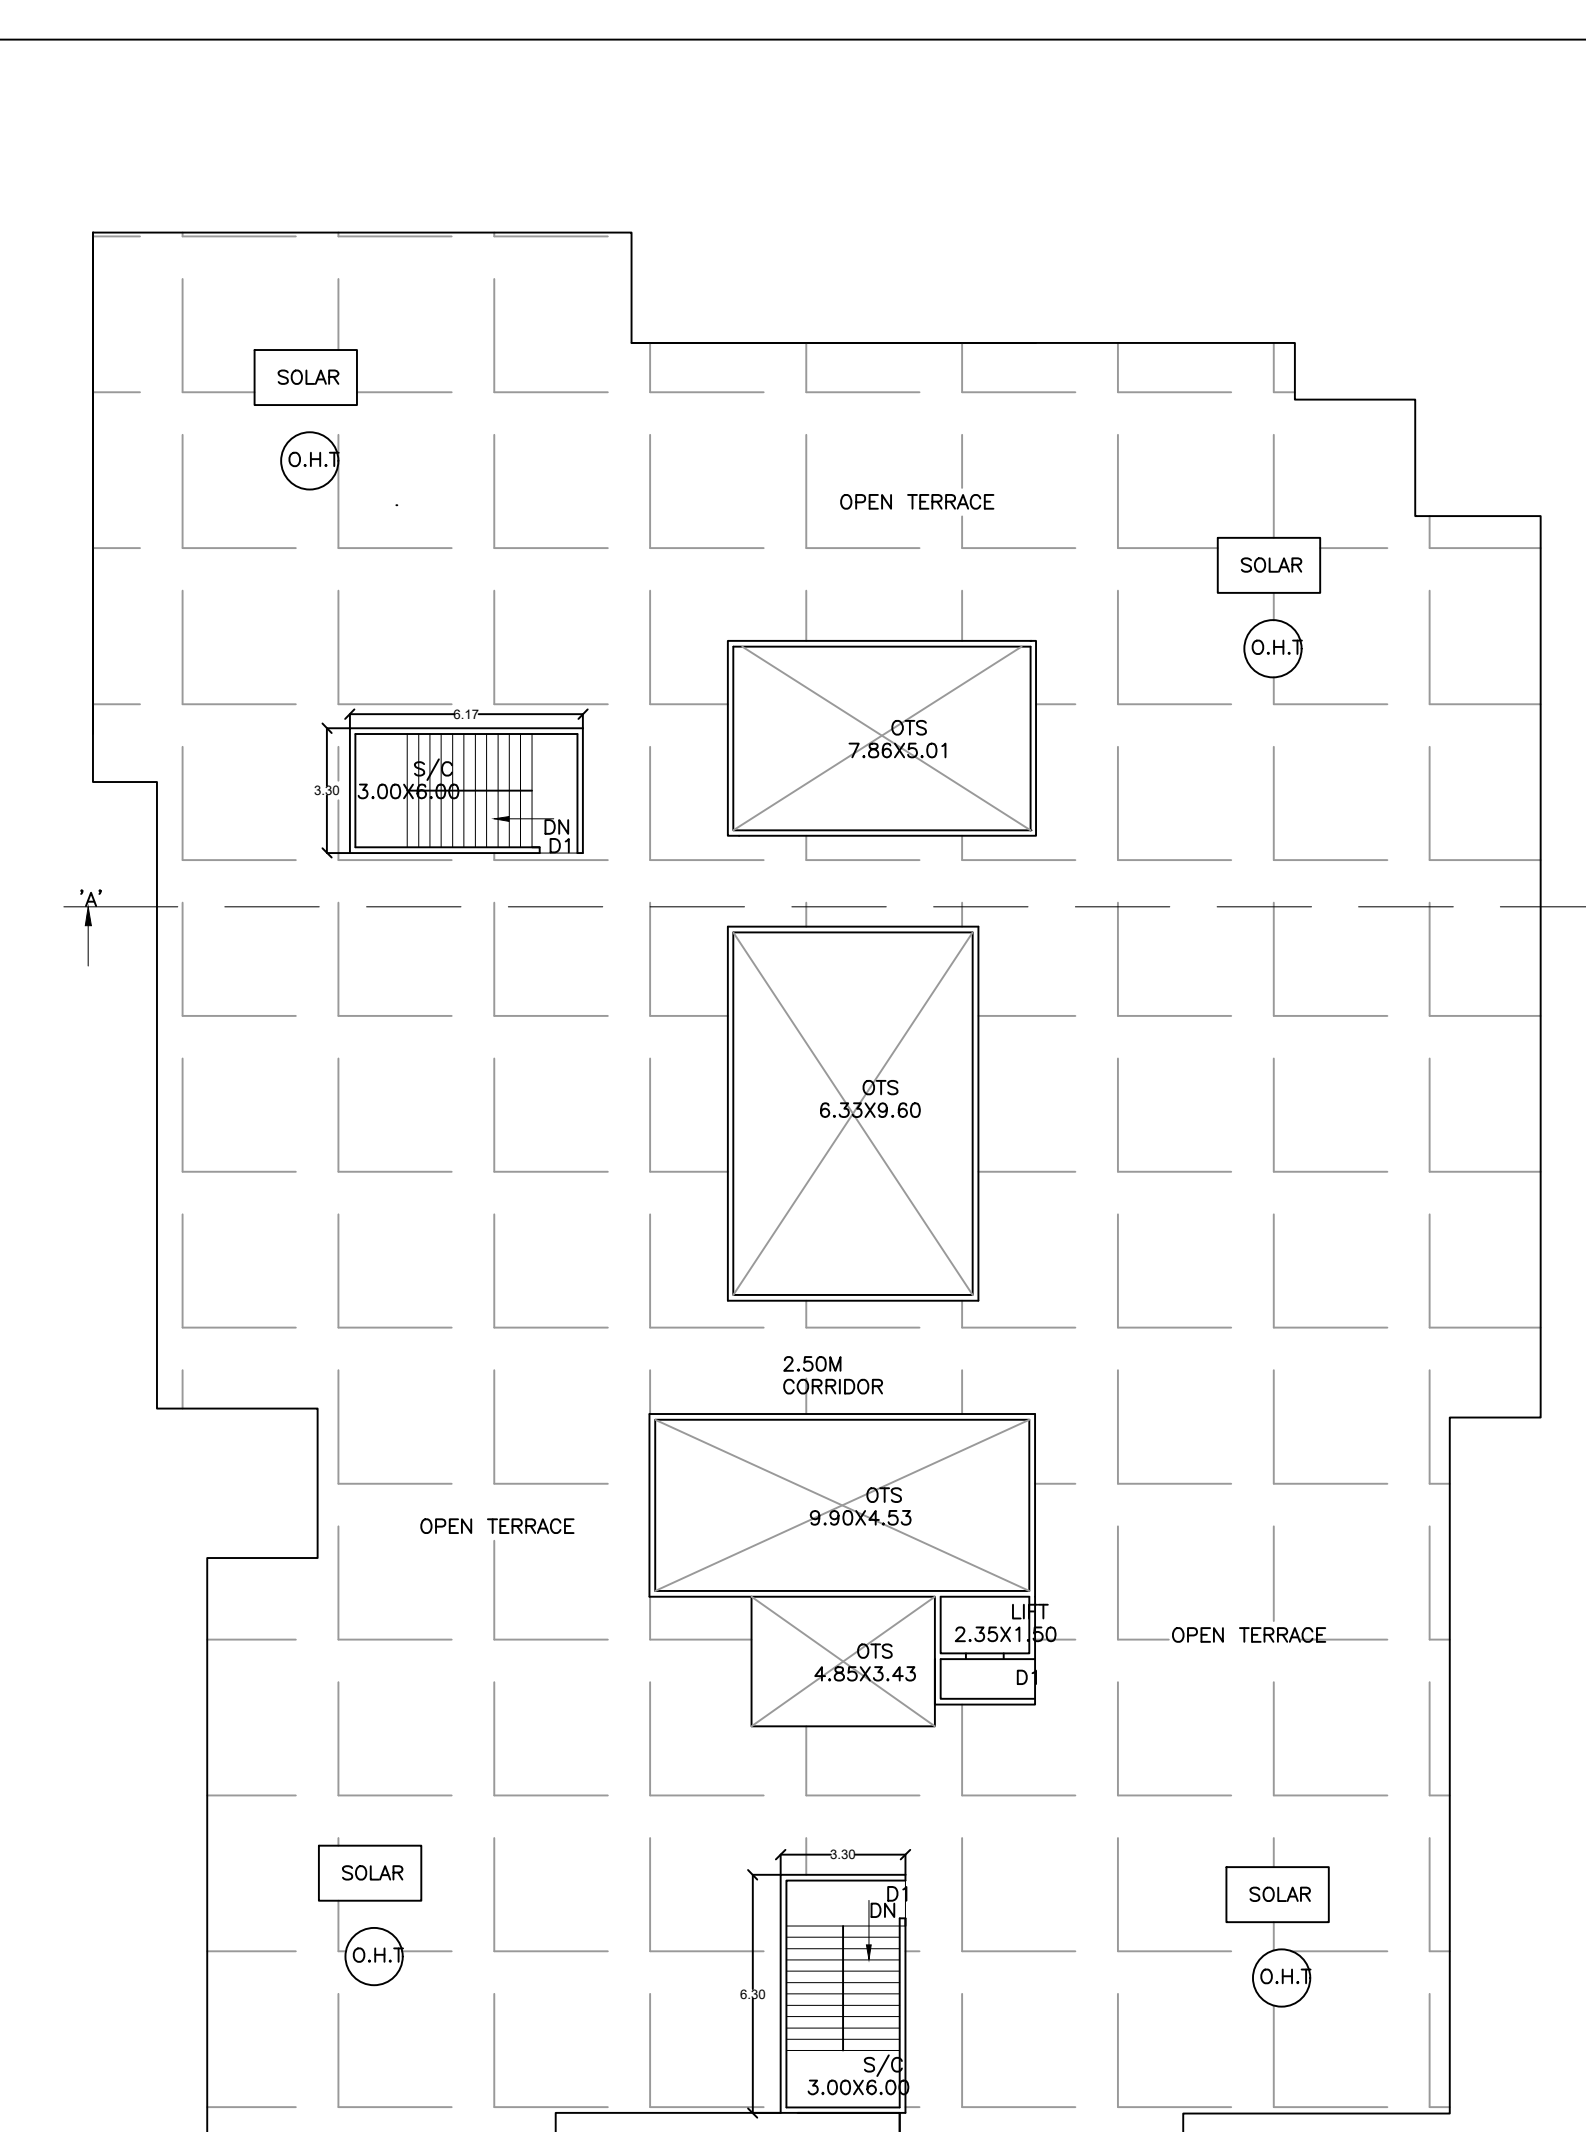 SOLAR
O.H.T
OPEN TERRACE
SOLAR
O.H.T
6.17
OTS
7.86X5.01
S/C
3.00X6.00
3.30
DN
D1
'A'
OTS
6.33X9.60
2.50M
CORRIDOR
OTS
9.90X4.53
OPEN TERRACE
LIFT
2.35X1.50
OPEN TERRACE
OTS
4.85X3.43
D1
3.30
SOLAR
D1
DN
SOLAR
O.H.T
O.H.T
6.30
S/C
3.00X6.00